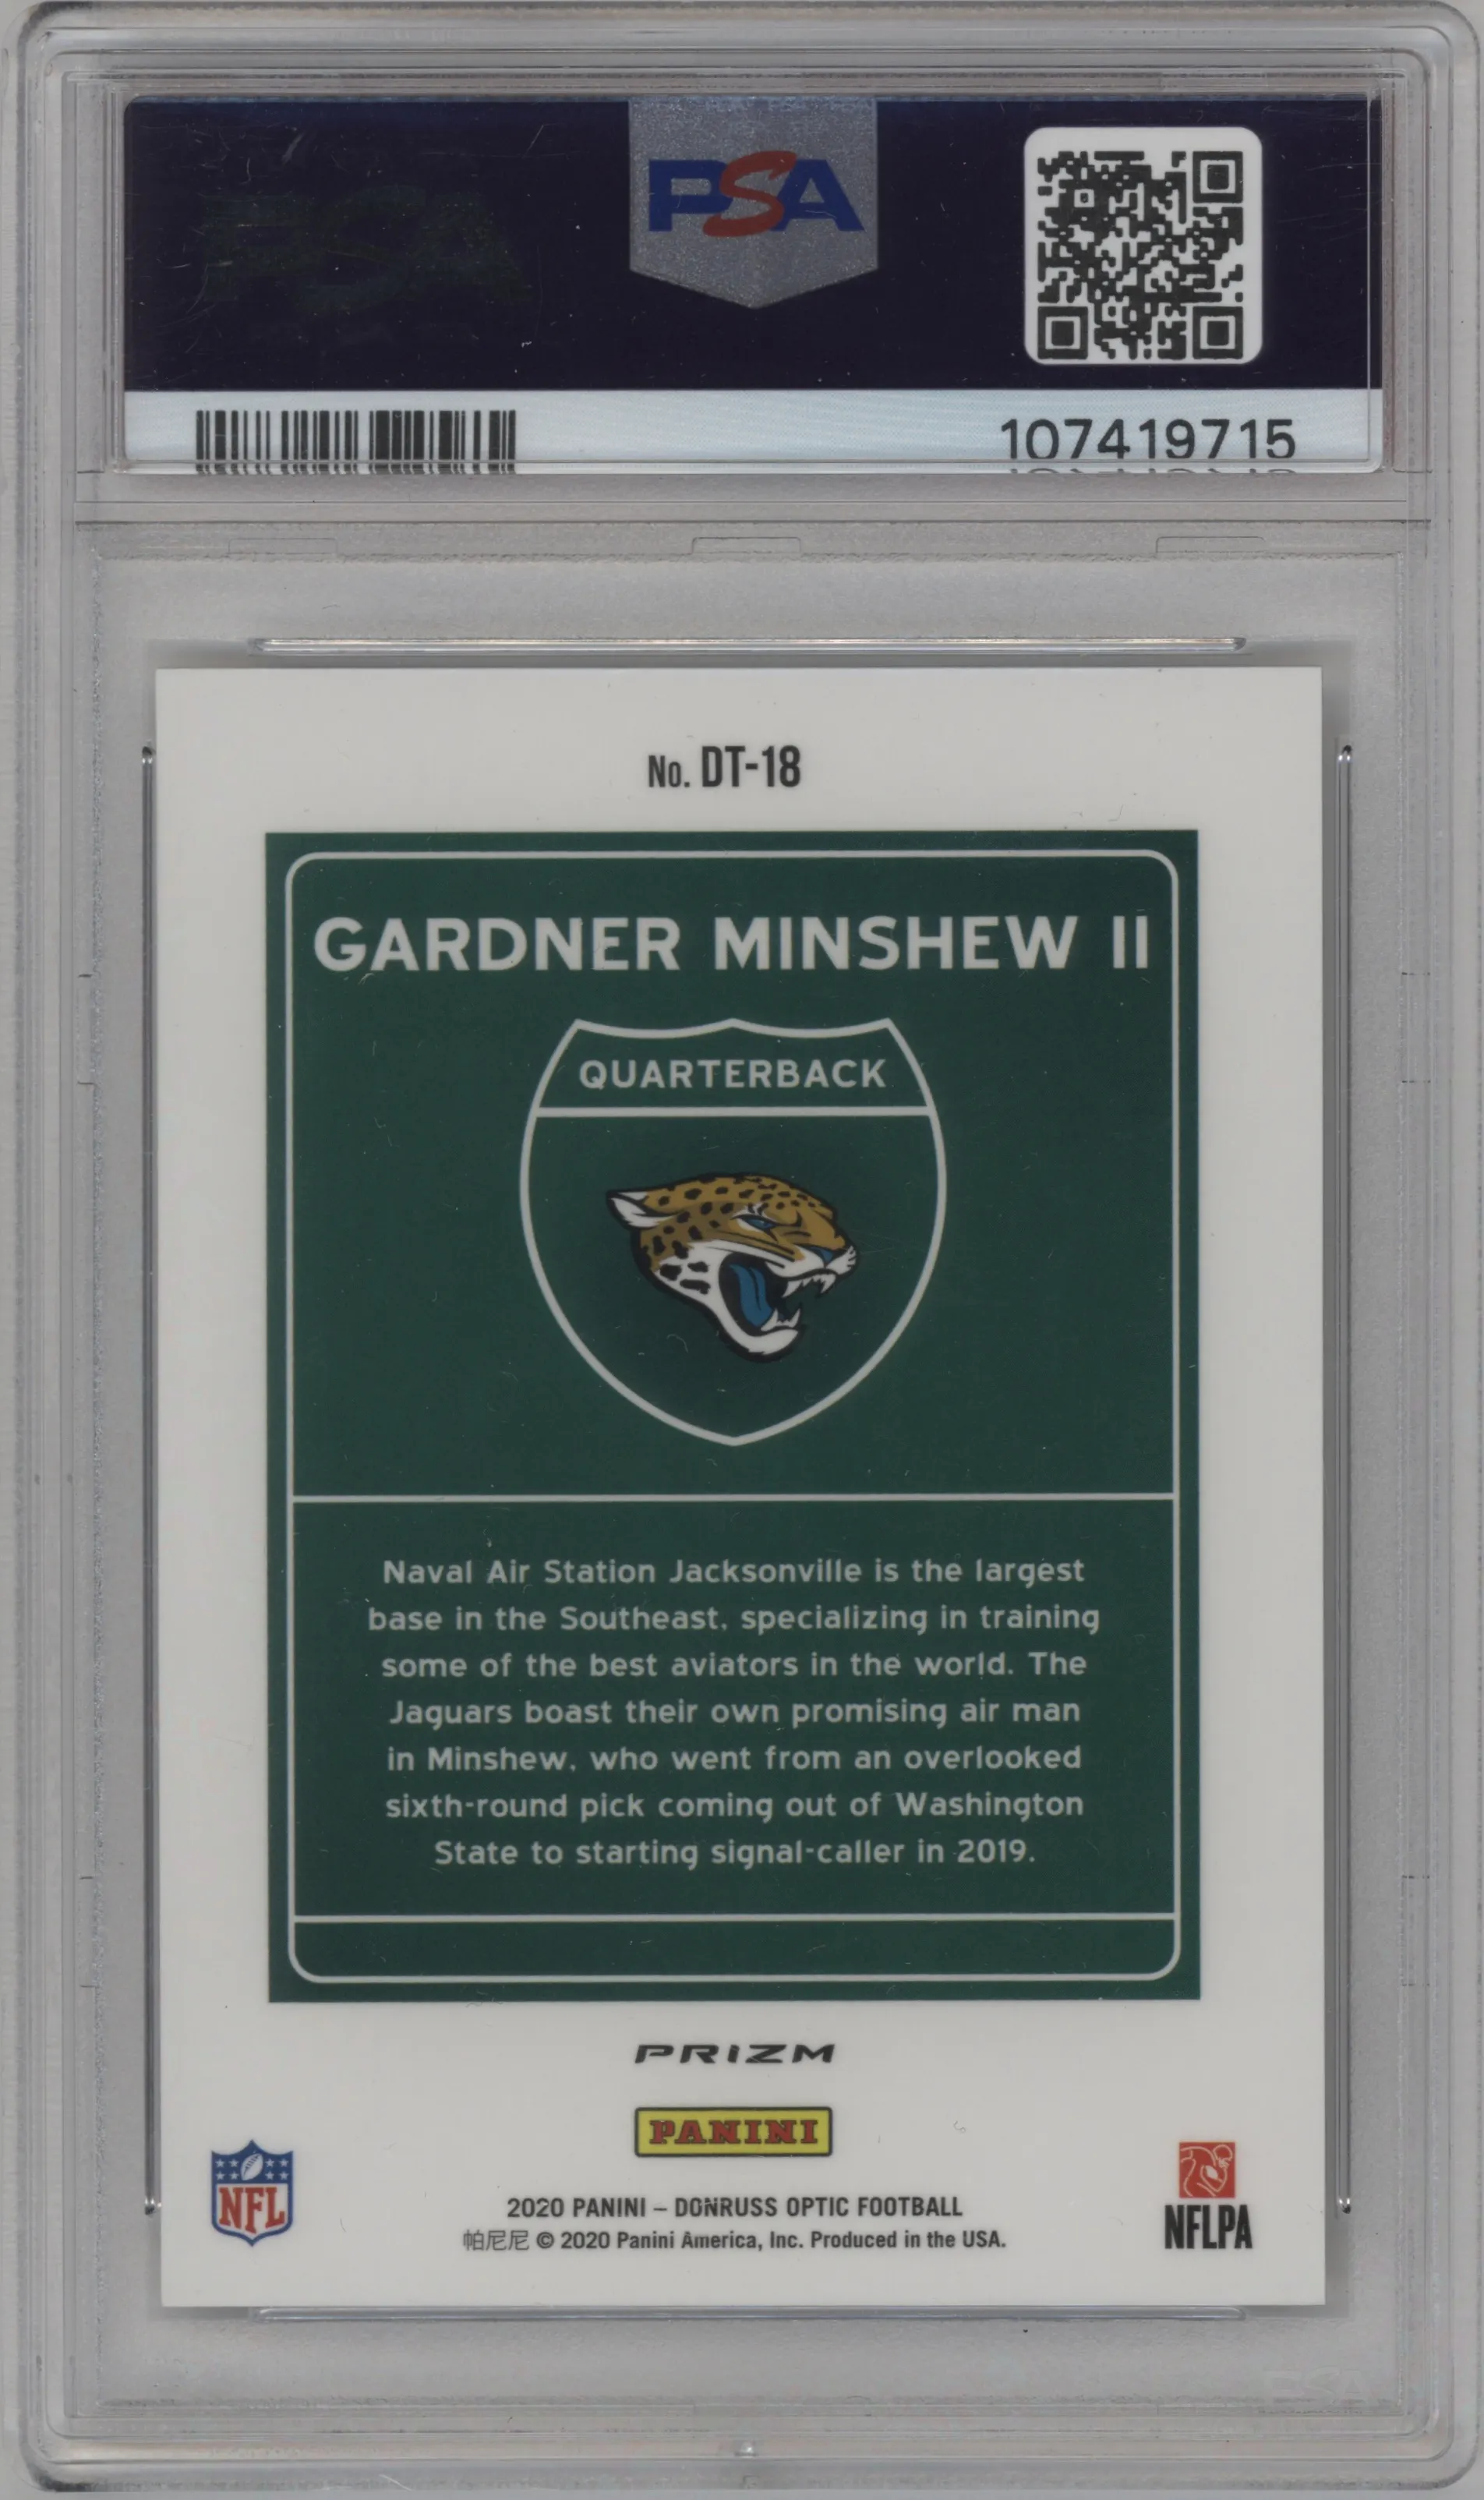 PSA
107419715
No. DT-18
GARDNER MINSHEW II
QUARTERBACK
Naval Air Station Jacksonville is the largest
base in the Southeast, specializing in training
some of the best aviators in the world. The
Jaguars boast their own promising air man
in Minshew, who went from an overlooked
sixth-round pick coming out of Washington
State to starting signal-caller in 2019.
PRIZM
PANINI
NFL
2020 PANINI – DONRUSS OPTIC FOOTBALL
帕尼尼 © 2020 Panini America, Inc. Produced in the USA.
NFLPA
PSA